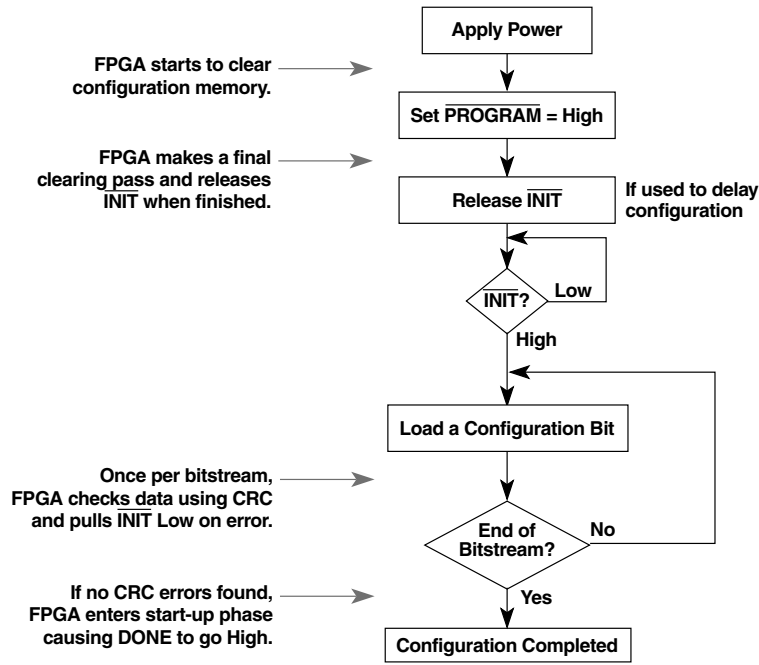 Apply Power
FPGA starts to clear
configuration memory.
Set PROGRAM = High
FPGA makes a final
clearing pass and releases
INIT when finished.
Release INIT
If used to delay
configuration
INIT?
Low
High
Load a Configuration Bit
Once per bitstream,
FPGA checks data using CRC
and pulls INIT Low on error.
End of
Bitstream?
No
Yes
If no CRC errors found,
FPGA enters start-up phase
causing DONE to go High.
Configuration Completed